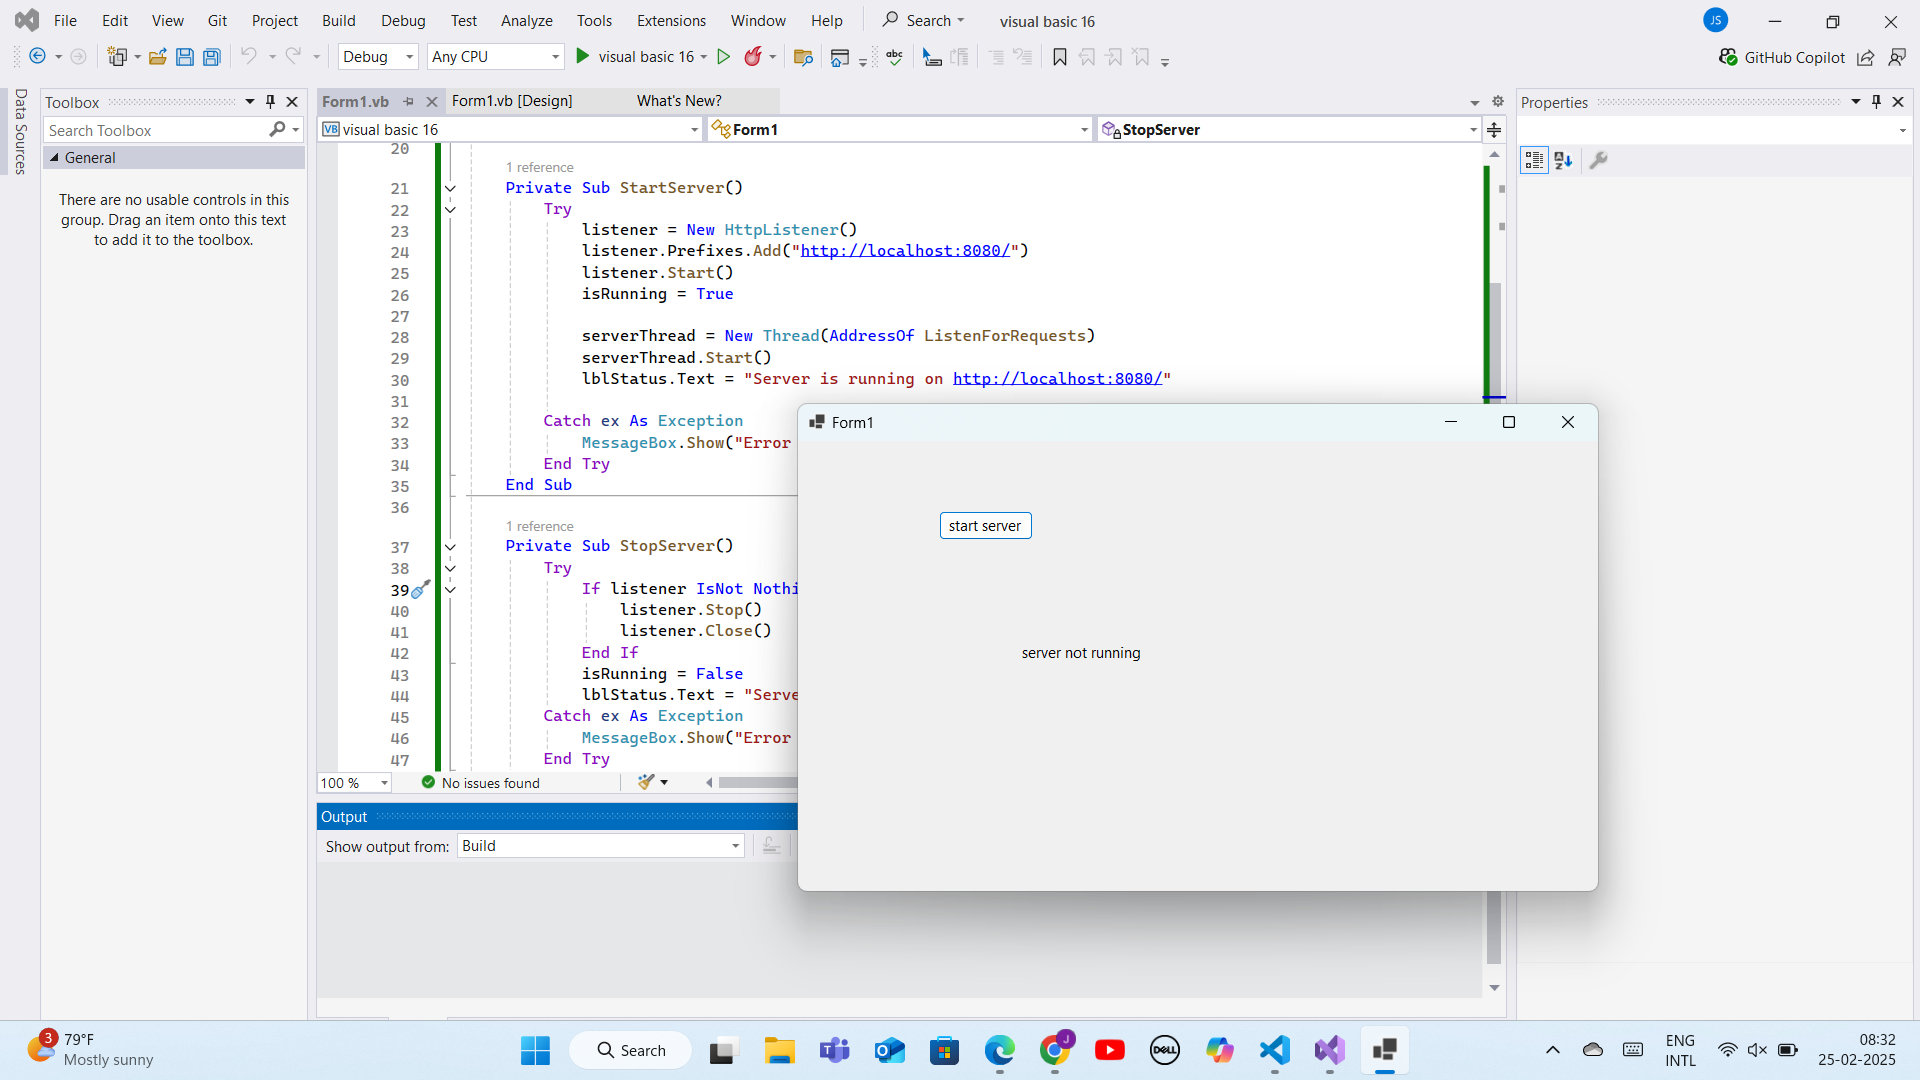 File Edit View Git Project Build Debug Test Analyze Tools Extensions Window Help Search visual basic 16 JS
Debug Any CPU visual basic 16 abc GitHub Copilot
Data Sources
Toolbox
Search Toolbox
General
There are no usable controls in this
group. Drag an item onto this text
to add it to the toolbox.
Form1.vb Form1.vb [Design] What's New?
VB visual basic 16 Form1 StopServer
20
1 reference
21 Private Sub StartServer()
22 Try
23 listener = New HttpListener()
24 listener.Prefixes.Add("http://localhost:8080/")
25 listener.Start()
26 isRunning = True
27
28 serverThread = New Thread(AddressOf ListenForRequests)
29 serverThread.Start()
30 lblStatus.Text = "Server is running on http://localhost:8080/"
31
32 Catch ex As Exception
33 MessageBox.Show("Error
34 End Try
35 End Sub
36
1 reference
37 Private Sub StopServer()
38 Try
39 If listener IsNot Nothi
40 listener.Stop()
41 listener.Close()
42 End If
43 isRunning = False
44 lblStatus.Text = "Serve
45 Catch ex As Exception
46 MessageBox.Show("Error
47 End Try
100 % No issues found
Output
Show output from: Build
Form1
start server
server not running
Properties
3 79°F
Mostly sunny
Search
J
DELL
ENG
INTL
08:32
25-02-2025